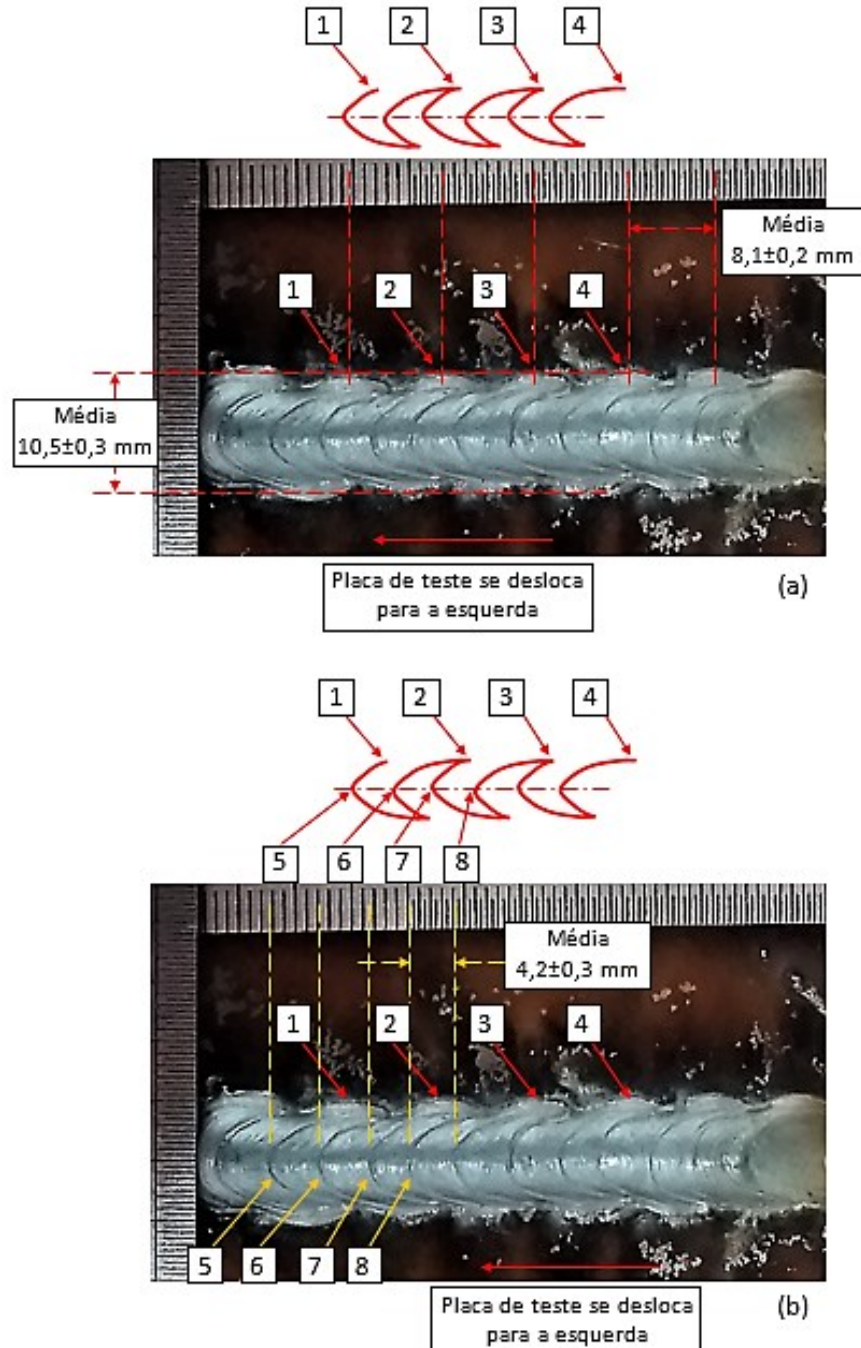 1 2 3 4
Média
8,1±0,2 mm
1 2 3 4
Média
10,5±0,3 mm
Placa de teste se desloca
para a esquerda
(a)
1 2 3 4
5 6 7 8
Média
4,2±0,3 mm
1 2 3 4
5 6 7 8
Placa de teste se desloca
para a esquerda
(b)